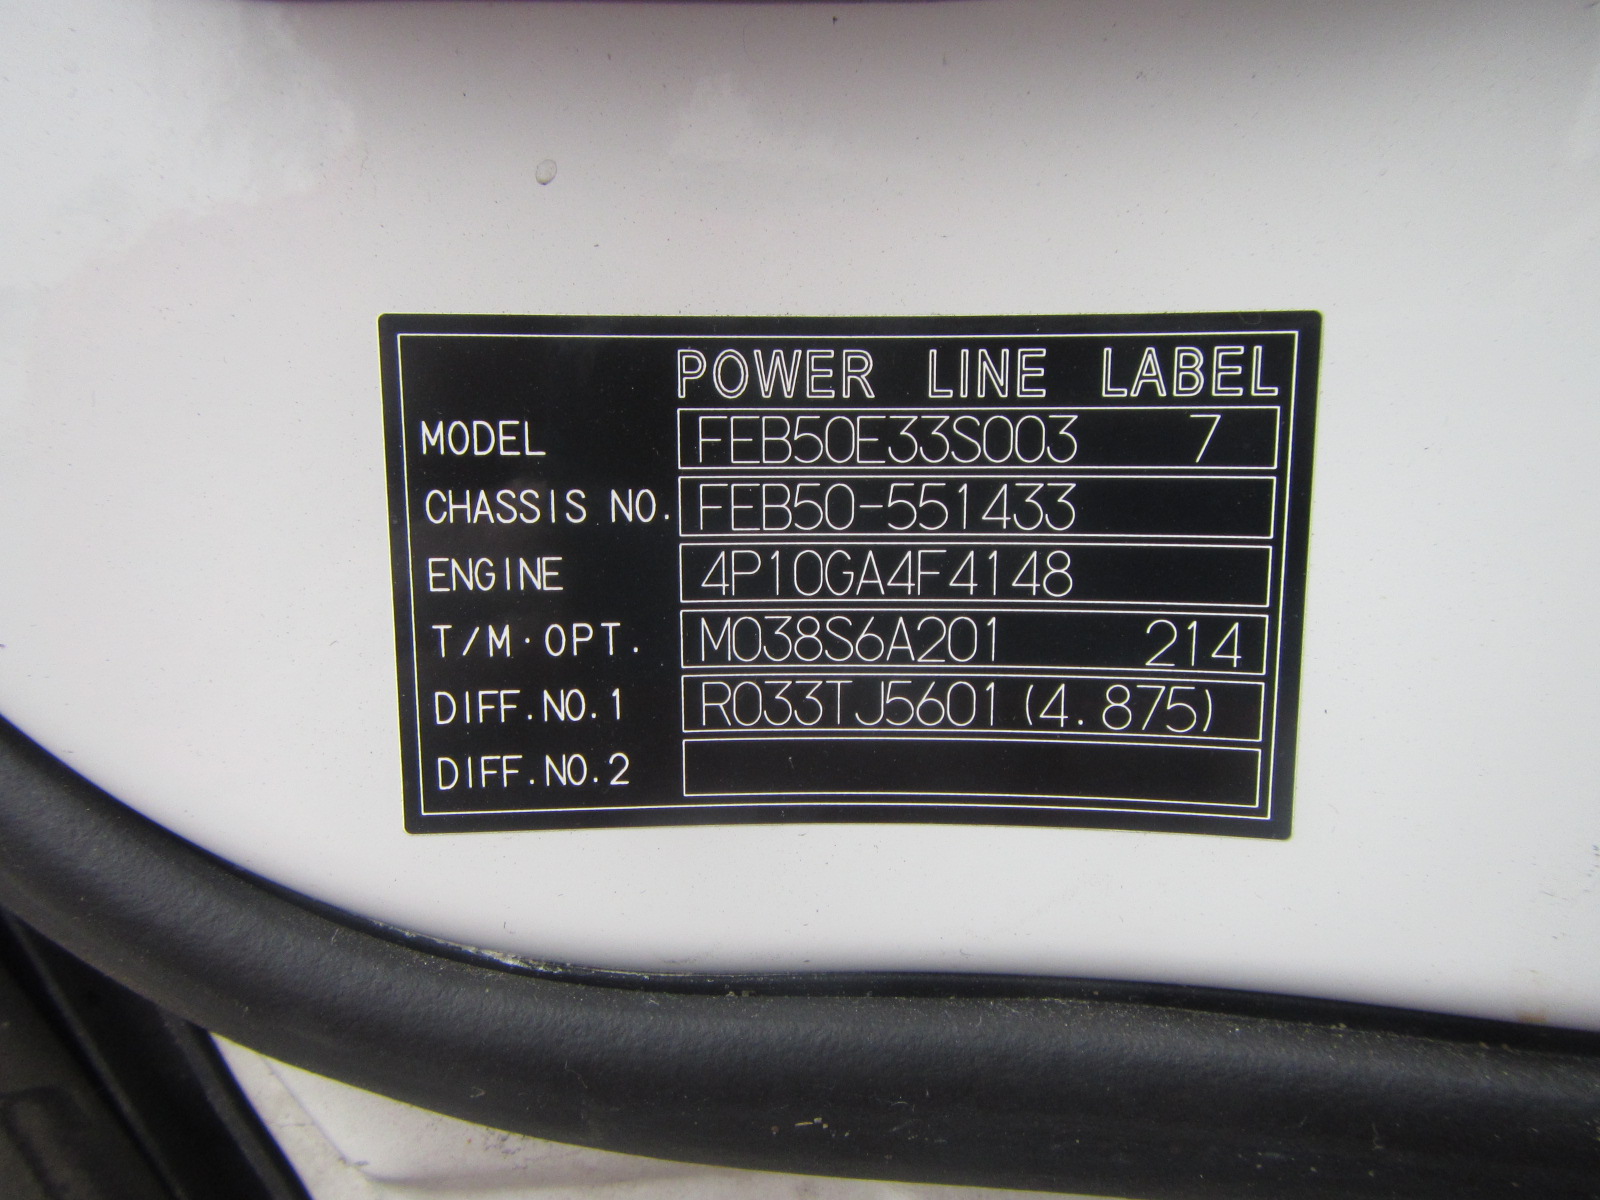 POWER LINE LABEL
MODEL FEB50E33S003 7
CHASSIS NO. FEB50-551433
ENGINE 4P10GA4F4148
T/M·OPT. M038S6A201 214
DIFF.NO.1 R033TJ5601(4.875)
DIFF.NO.2